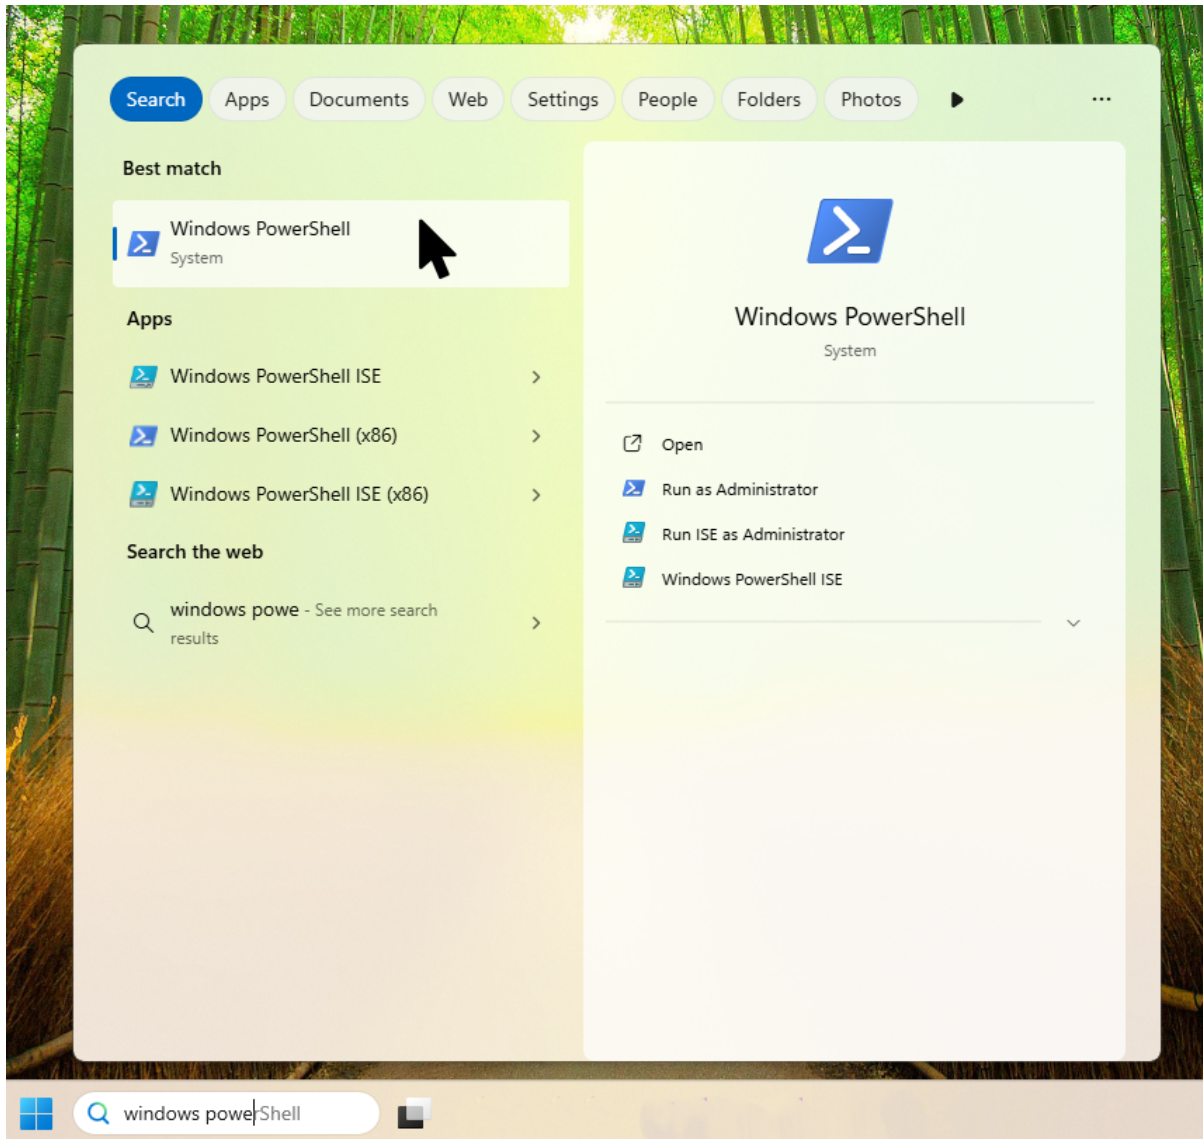 Search Apps Documents Web Settings People Folders Photos
Best match
Windows PowerShell
System
Apps
Windows PowerShell ISE
Windows PowerShell (x86)
Windows PowerShell ISE (x86)
Search the web
windows powe - See more search
results
Windows PowerShell
System
Open
Run as Administrator
Run ISE as Administrator
Windows PowerShell ISE
windows powerShell